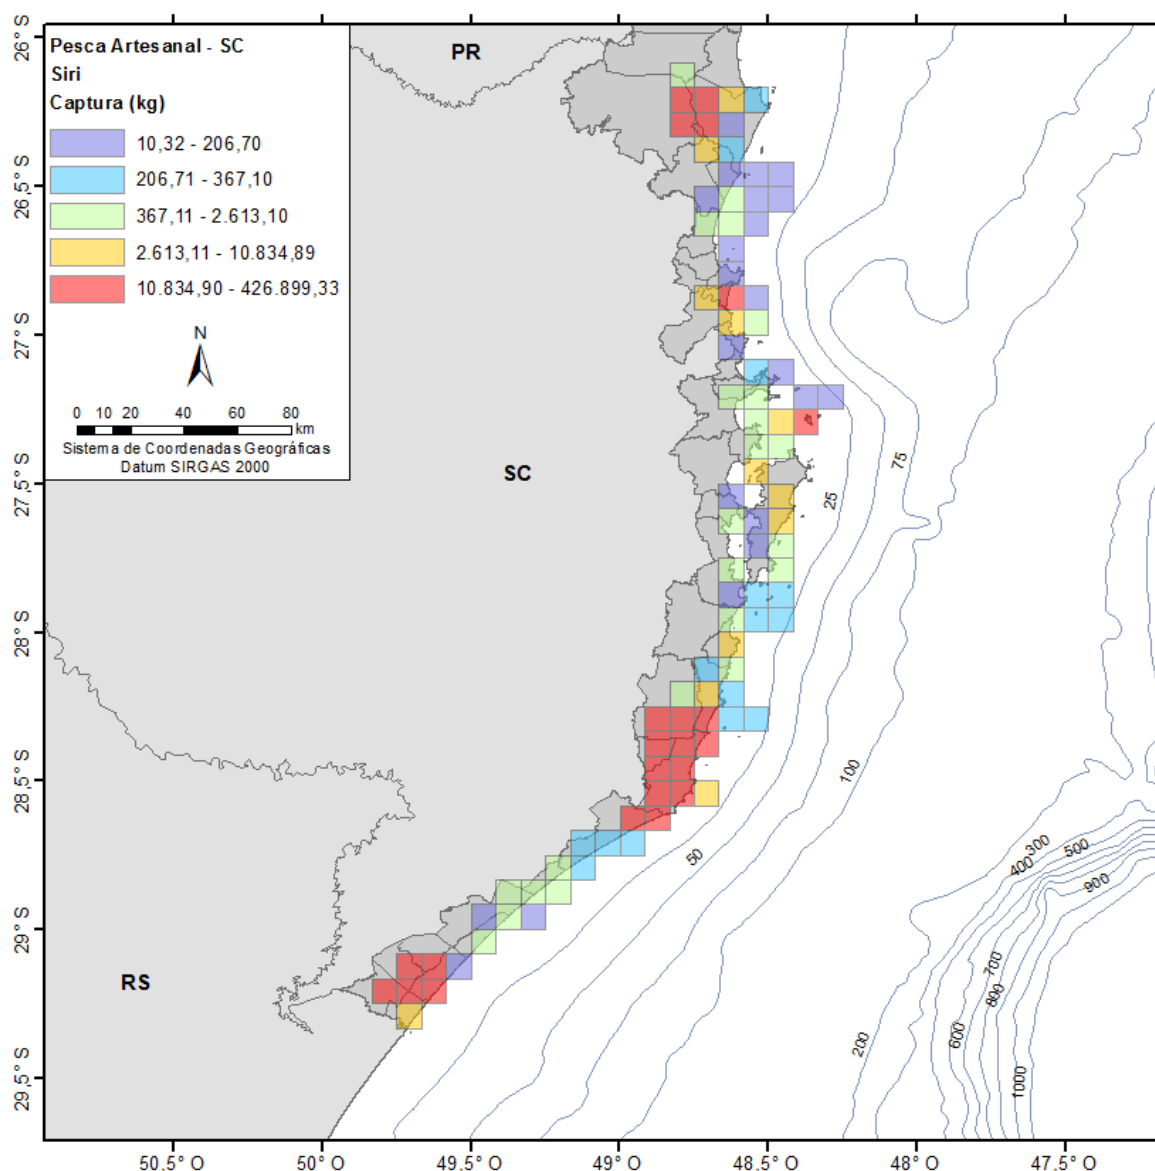 Pesca Artesanal - SC
Siri
Captura (kg)
10,32 - 206,70
206,71 - 367,10
367,11 - 2.613,10
2.613,11 - 10.834,89
10.834,90 - 426.899,33
N
0 10 20 40 60 80
km
Sistema de Coordenadas Geográficas
Datum SIRGAS 2000
PR
SC
RS
26° S
26,5° S
27° S
27,5° S
28° S
28,5° S
29° S
29,5° S
25
75
100
50
300
400
500
900
700
800
600
200
1000
50,5° O
50° O
49,5° O
49° O
48,5° O
48° O
47,5° O